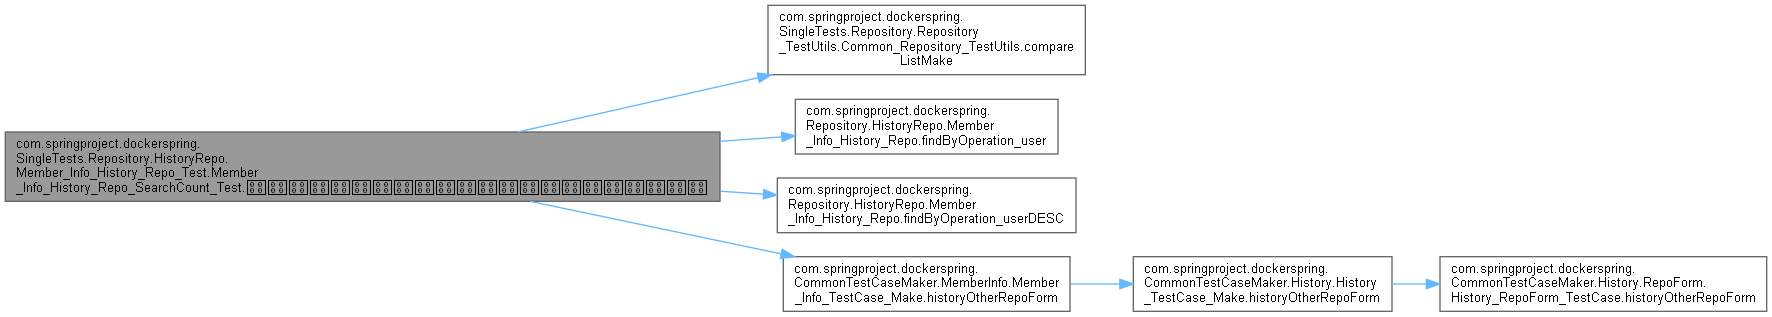 com.springproject.dockerspring.
SingleTests.Repository.Repository
_TestUtils.Common_Repository_TestUtils.compare
ListMake
com.springproject.dockerspring.
Repository.HistoryRepo.Member
_Info_History_Repo.findByOperation_user
com.springproject.dockerspring.
SingleTests.Repository.HistoryRepo.
Member_Info_History_Repo_Test.Member
_Info_History_Repo_SearchCount_Test.
com.springproject.dockerspring.
Repository.HistoryRepo.Member
_Info_History_Repo.findByOperation_userDESC
com.springproject.dockerspring.
CommonTestCaseMaker.MemberInfo.Member
_Info_TestCase_Make.historyOtherRepoForm
com.springproject.dockerspring.
CommonTestCaseMaker.History.History
_TestCase_Make.historyOtherRepoForm
com.springproject.dockerspring.
CommonTestCaseMaker.History.RepoForm.
History_RepoForm_TestCase.historyOtherRepoForm